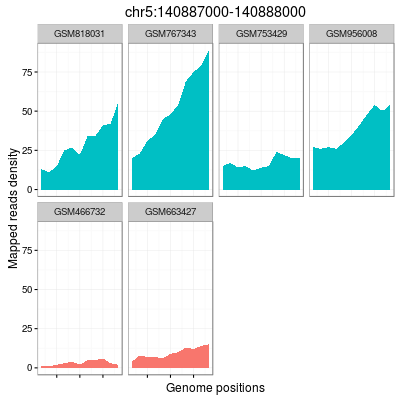 chr5:140887000-140888000
GSM818031 GSM767343 GSM753429 GSM956008
75
50
25
0
Mapped reads density
GSM466732 GSM663427
75
50
25
0
Genome positions